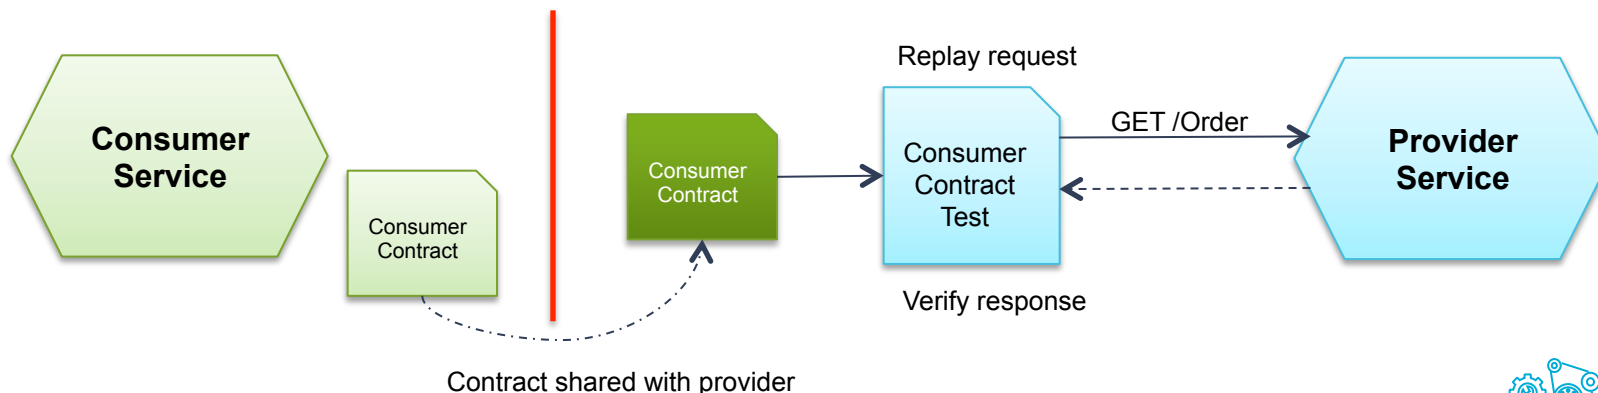 Consumer
Service
Consumer
Contract
Contract shared with provider
Consumer
Contract
Replay request
Consumer
Contract
Test
Verify response
GET /Order
Provider
Service